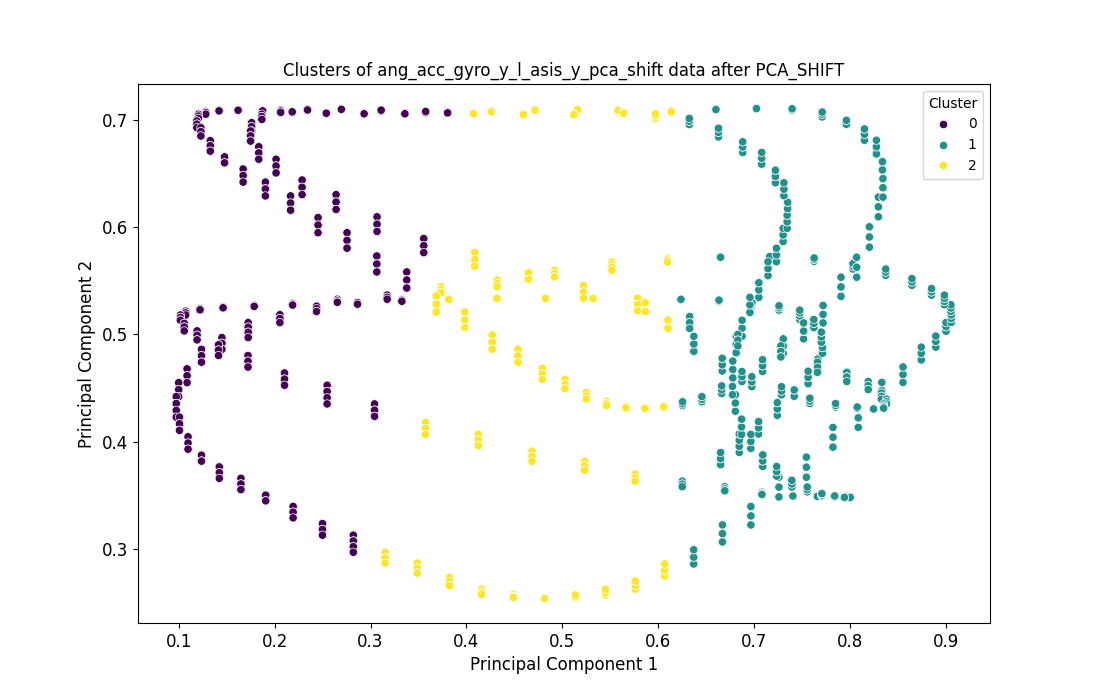 Clusters of ang_acc_gyro_y_l_asis_y_pca_shift data after PCA_SHIFT
Cluster
0
1
2
0.7
0.6
0.5
0.4
0.3
Principal Component 2
0.1 0.2 0.3 0.4 0.5 0.6 0.7 0.8 0.9
Principal Component 1